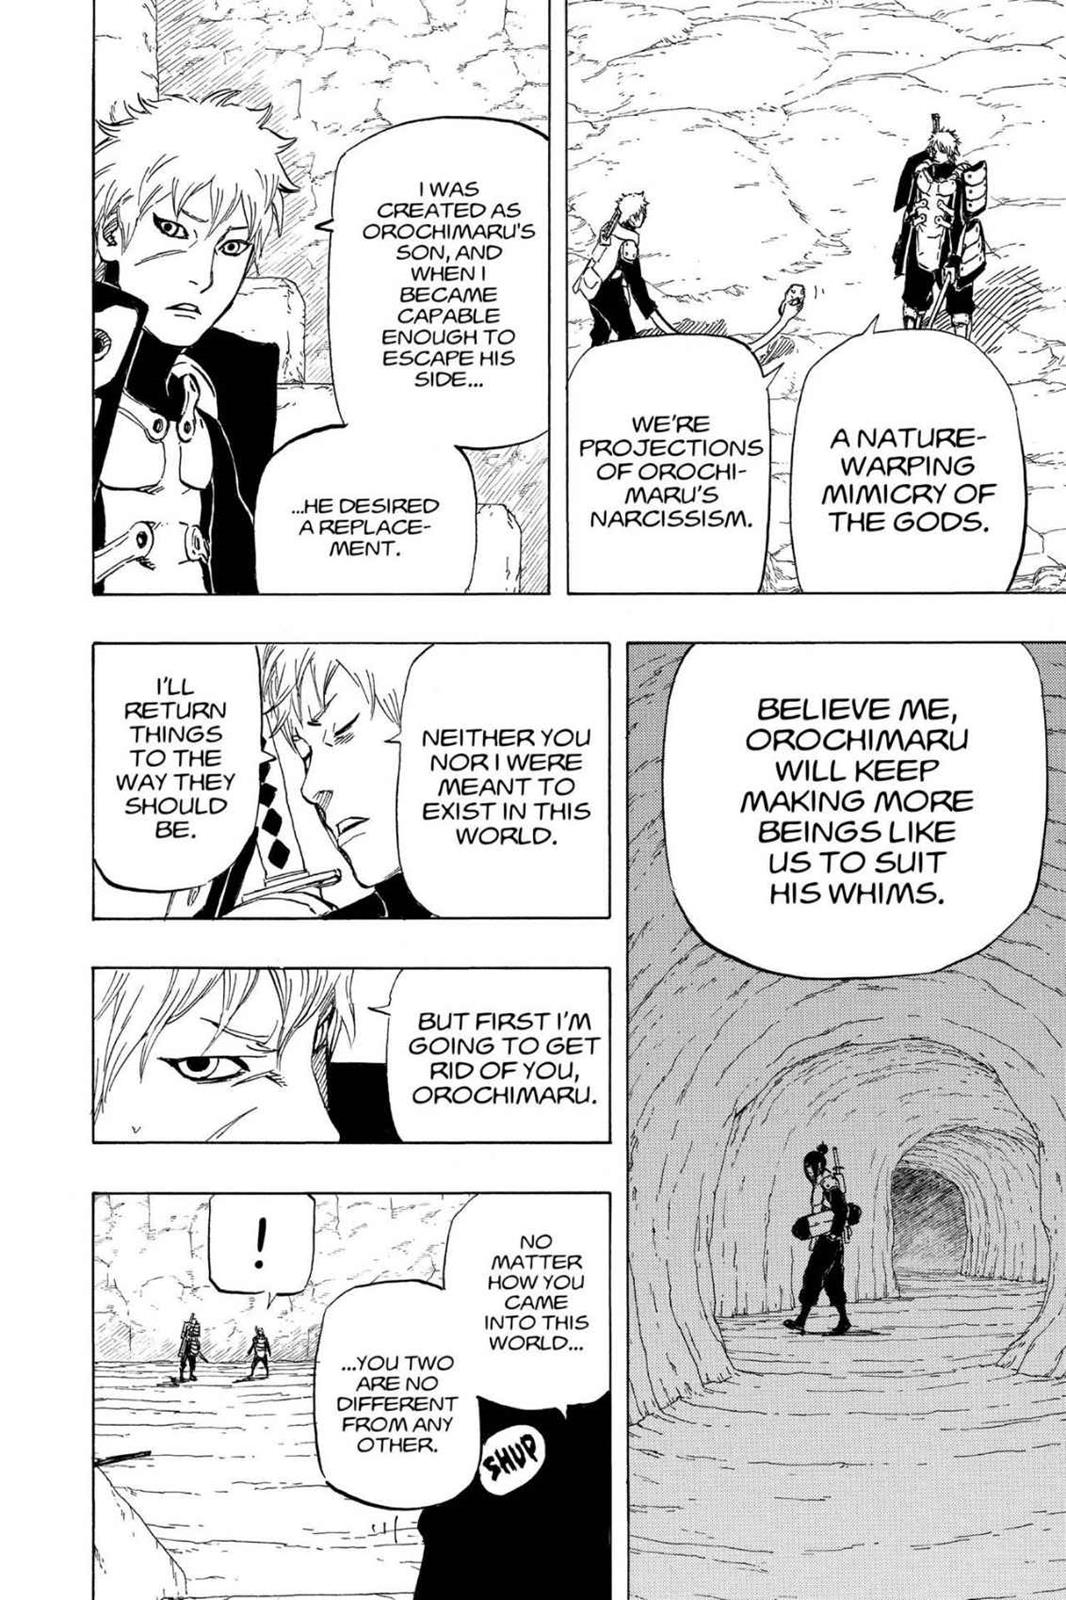 A NATURE-
WARPING
MIMICRY OF
THE GODS.
WE'RE
PROJECTIONS
OF OROCHI-
MARU'S
NARCISSISM.
I WAS
CREATED AS
OROCHIMARU'S
SON, AND
WHEN I
BECAME
CAPABLE
ENOUGH TO
ESCAPE HIS
SIDE...
...HE DESIRED
A REPLACE-
MENT.
BELIEVE ME,
OROCHIMARU
WILL KEEP
MAKING MORE
BEINGS LIKE
US TO SUIT
HIS WHIMS.
NEITHER YOU
NOR I WERE
MEANT TO
EXIST IN THIS
WORLD.
I'LL
RETURN
THINGS
TO THE
WAY THEY
SHOULD
BE.
BUT FIRST I'M
GOING TO GET
RID OF YOU,
OROCHIMARU.
NO
MATTER
HOW YOU
CAME
INTO THIS
WORLD...
...YOU TWO
ARE NO
DIFFERENT
FROM ANY
OTHER.
SHUP
!